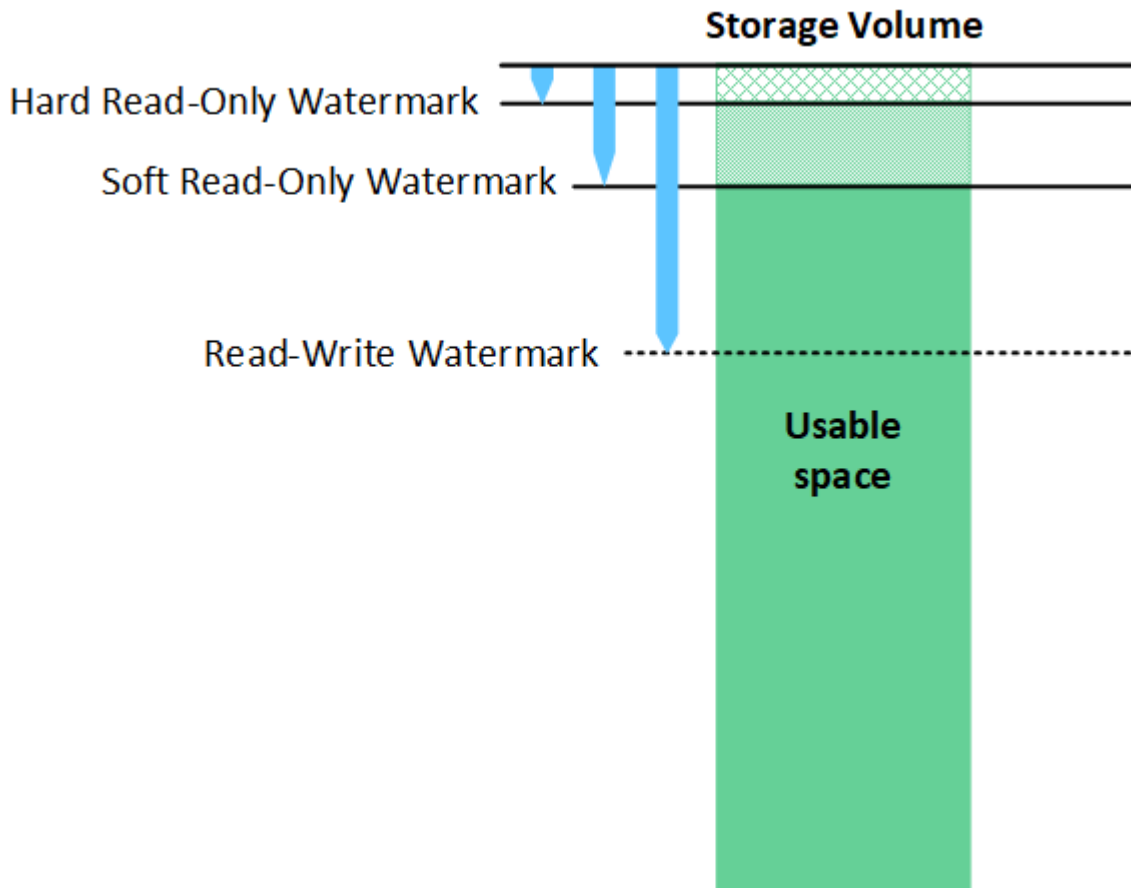 Storage Volume
Hard Read-Only Watermark
Soft Read-Only Watermark
Read-Write Watermark
Usable
space